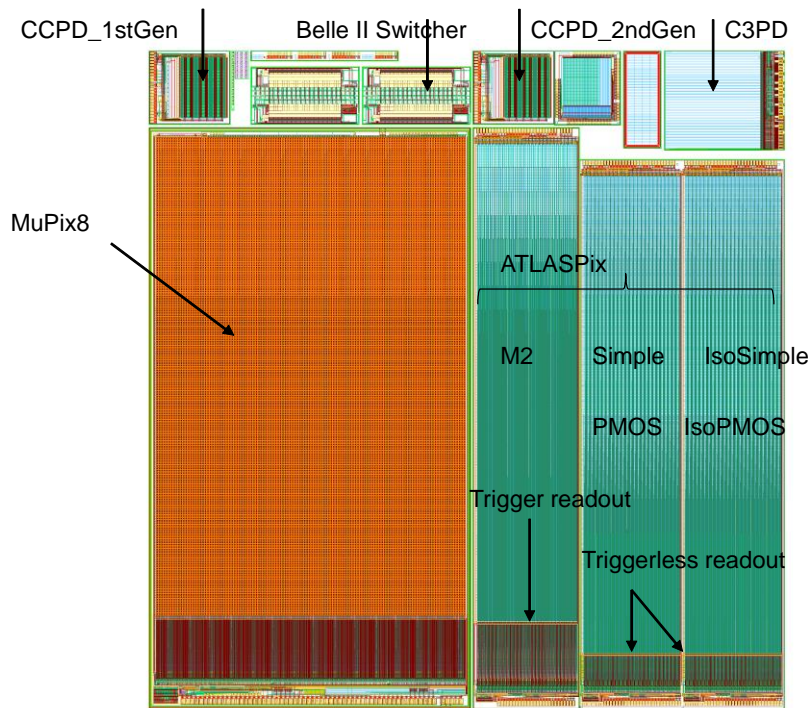 CCPD_1stGen Belle II Switcher CCPD_2ndGen C3PD
MuPix8
ATLASPix
M2 Simple IsoSimple
PMOS IsoPMOS
Trigger readout
Triggerless readout